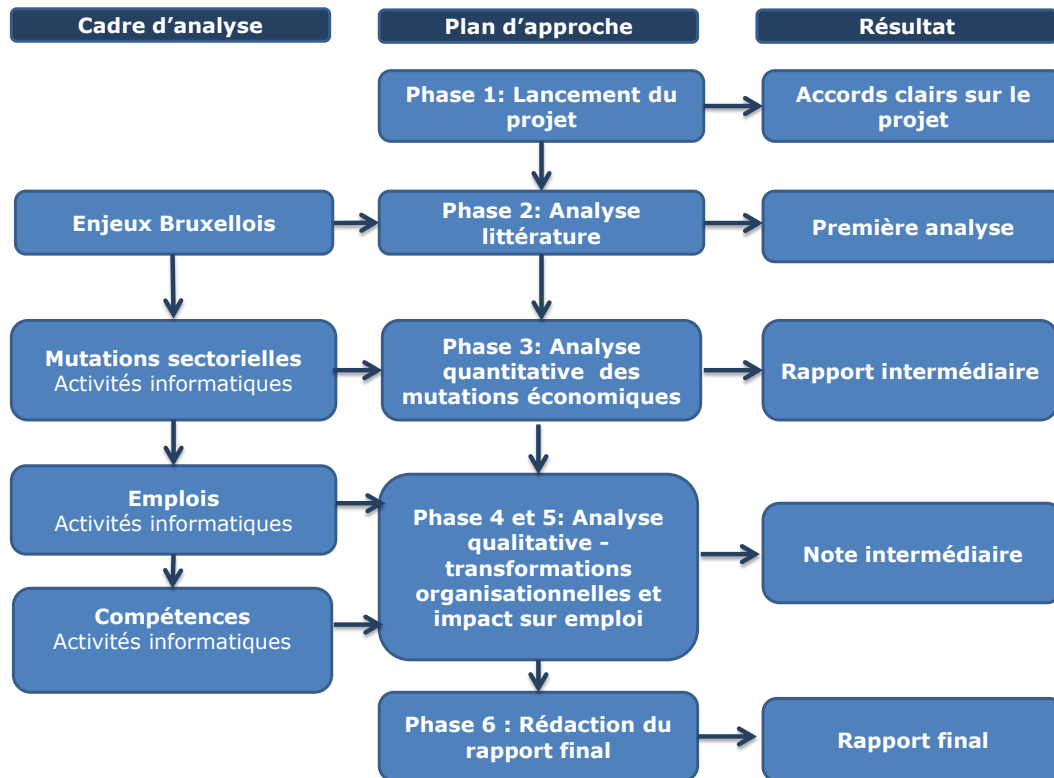 Cadre d’analyse
Plan d’approche
Résultat
Phase 1: Lancement du
projet
Accords clairs sur le
projet
Enjeux Bruxellois
Phase 2: Analyse
littérature
Première analyse
Mutations sectorielles
Activités informatiques
Phase 3: Analyse
quantitative des
mutations économiques
Rapport intermédiaire
Emplois
Activités informatiques
Phase 4 et 5: Analyse
qualitative –
transformations
organisationnelles et
impact sur emploi
Note intermédiaire
Compétences
Activités informatiques
Phase 6 : Rédaction du
rapport final
Rapport final